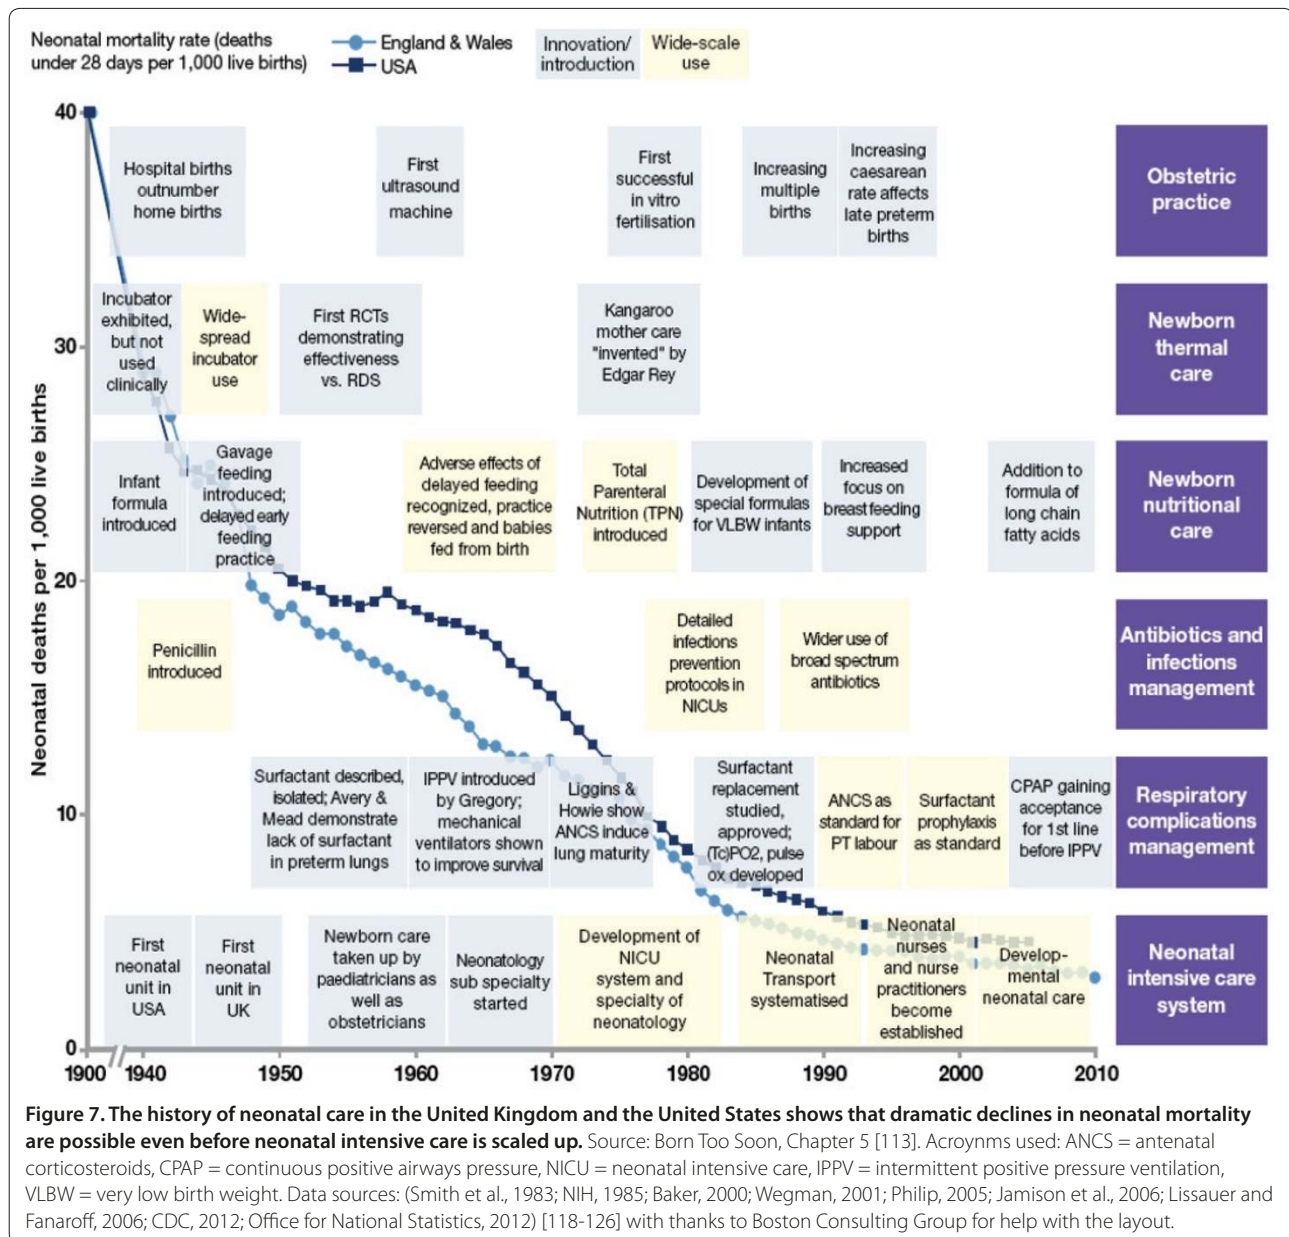 Neonatal mortality rate (deaths
under 28 days per 1,000 live births)
England & Wales
USA
Innovation/
introduction
Wide-scale
use
Neonatal deaths per 1,000 live births
40
30
20
10
0
Hospital births
outnumber
home births
First
ultrasound
machine
First
successful
in vitro
fertilisation
Increasing
multiple
births
Increasing
caesarean
rate affects
late preterm
births
Obstetric
practice
Incubator
exhibited,
but not
used
clinically
Wide-
spread
incubator
use
First RCTs
demonstrating
effectiveness
vs. RDS
Kangaroo
mother care
"invented" by
Edgar Rey
Newborn
thermal
care
Infant
formula
introduced
Gavage
feeding
introduced;
delayed early
feeding
practice
Adverse effects of
delayed feeding
recognized, practice
reversed and babies
fed from birth
Total
Parenteral
Nutrition (TPN)
introduced
Development of
special formulas
for VLBW infants
Increased
focus on
breastfeeding
support
Addition to
formula of
long chain
fatty acids
Newborn
nutritional
care
Penicillin
introduced
Detailed
infections
prevention
protocols in
NICUs
Wider use of
broad spectrum
antibiotics
Antibiotics and
infections
management
Surfactant described,
isolated; Avery &
Mead demonstrate
lack of surfactant
in preterm lungs
IPPV introduced
by Gregory;
mechanical
ventilators shown
to improve survival
Liggins &
Howie show
ANCS induce
lung maturity
Surfactant
replacement
studied,
approved;
(Tc)PO2, pulse
ox developed
ANCS as
standard for
PT labour
Surfactant
prophylaxis
as standard
CPAP gaining
acceptance
for 1st line
before IPPV
Respiratory
complications
management
First
neonatal
unit in
USA
First
neonatal
unit in
UK
Newborn care
taken up by
paediatricians as
well as
obstetricians
Neonatology
sub specialty
started
Development of
NICU
system and
specialty of
neonatology
Neonatal
Transport
systematised
Neonatal
nurses
and nurse
practitioners
become
established
Develop-
mental
neonatal care
Neonatal
intensive care
system
1900 1940 1950 1960 1970 1980 1990 2000 2010
Figure 7. The history of neonatal care in the United Kingdom and the United States shows that dramatic declines in neonatal mortality
are possible even before neonatal intensive care is scaled up. Source: Born Too Soon, Chapter 5 [113]. Acroynms used: ANCS = antenatal
corticosteroids, CPAP = continuous positive airways pressure, NICU = neonatal intensive care, IPPV = intermittent positive pressure ventilation,
VLBW = very low birth weight. Data sources: (Smith et al., 1983; NIH, 1985; Baker, 2000; Wegman, 2001; Philip, 2005; Jamison et al., 2006; Lissauer and
Fanaroff, 2006; CDC, 2012; Office for National Statistics, 2012) [118-126] with thanks to Boston Consulting Group for help with the layout.